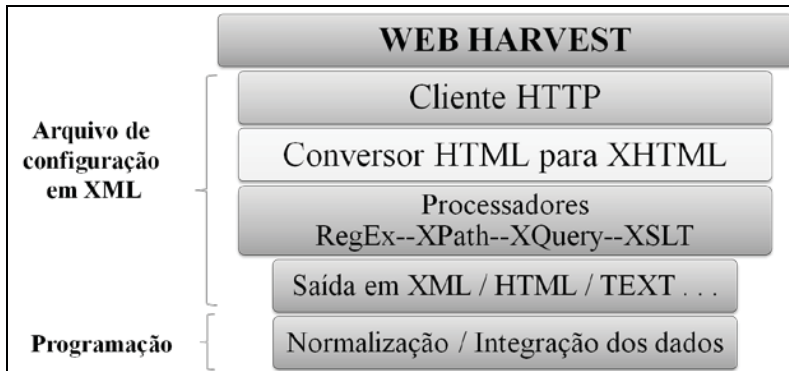 WEB HARVEST
Arquivo de
configuração
em XML
Cliente HTTP
Conversor HTML para XHTML
Processadores
RegEx--XPath--XQuery--XSLT
Saída em XML / HTML / TEXT . . .
Programação
Normalização / Integração dos dados